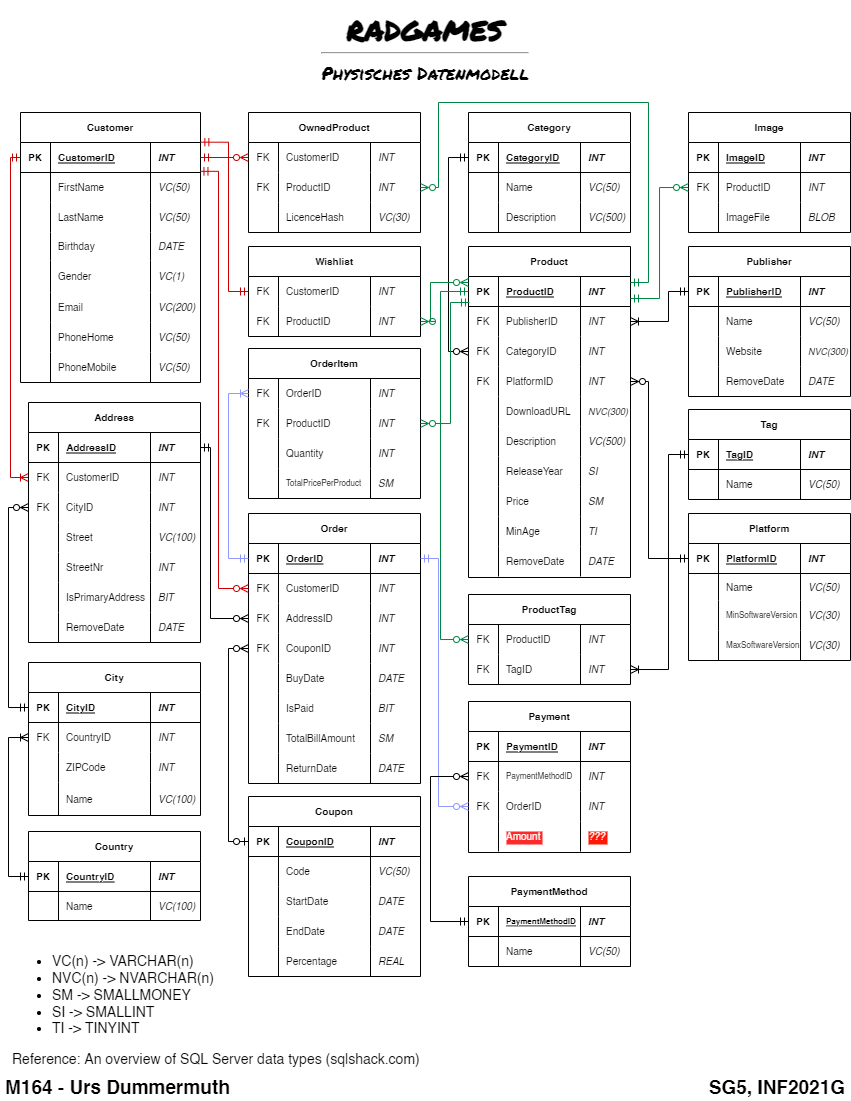 RADGAMES
PHYSISCHES DATENMODELL
Customer
PK CustomerID INT
FirstName VC(50)
LastName VC(50)
Birthday DATE
Gender VC(1)
Email VC(200)
PhoneHome VC(50)
PhoneMobile VC(50)
Address
PK AddressID INT
FK CustomerID INT
FK CityID INT
Street VC(100)
StreetNr INT
IsPrimaryAddress BIT
RemoveDate DATE
City
PK CityID INT
FK CountryID INT
ZIPCode INT
Name VC(100)
Country
PK CountryID INT
Name VC(100)
OwnedProduct
FK CustomerID INT
FK ProductID INT
LicenceHash VC(30)
Wishlist
FK CustomerID INT
FK ProductID INT
OrderItem
FK OrderID INT
FK ProductID INT
Quantity INT
TotalPricePerProduct SM
Order
PK OrderID INT
FK CustomerID INT
FK AddressID INT
FK CouponID INT
BuyDate DATE
IsPaid BIT
TotalBillAmount SM
ReturnDate DATE
Coupon
PK CouponID INT
Code VC(50)
StartDate DATE
EndDate DATE
Percentage REAL
Category
PK CategoryID INT
Name VC(50)
Description VC(500)
Product
PK ProductID INT
FK PublisherID INT
FK CategoryID INT
FK PlatformID INT
DownloadURL NVC(300)
Description VC(500)
ReleaseYear SI
Price SM
MinAge TI
RemoveDate DATE
ProductTag
FK ProductID INT
FK TagID INT
Payment
PK PaymentID INT
FK PaymentMethodID INT
FK OrderID INT
Amount ???
PaymentMethod
PK PaymentMethodID INT
Name VC(50)
Image
PK ImageID INT
FK ProductID INT
ImageFile BLOB
Publisher
PK PublisherID INT
Name VC(50)
Website NVC(300)
RemoveDate DATE
Tag
PK TagID INT
Name VC(50)
Platform
PK PlatformID INT
Name VC(50)
MinSoftwareVersion VC(30)
MaxSoftwareVersion VC(30)
• VC(n) -> VARCHAR(n)
• NVC(n) -> NVARCHAR(n)
• SM -> SMALLMONEY
• SI -> SMALLINT
• TI -> TINYINT
Reference: An overview of SQL Server data types (sqlshack.com)
M164 - Urs Dummermuth
SG5, INF2021G